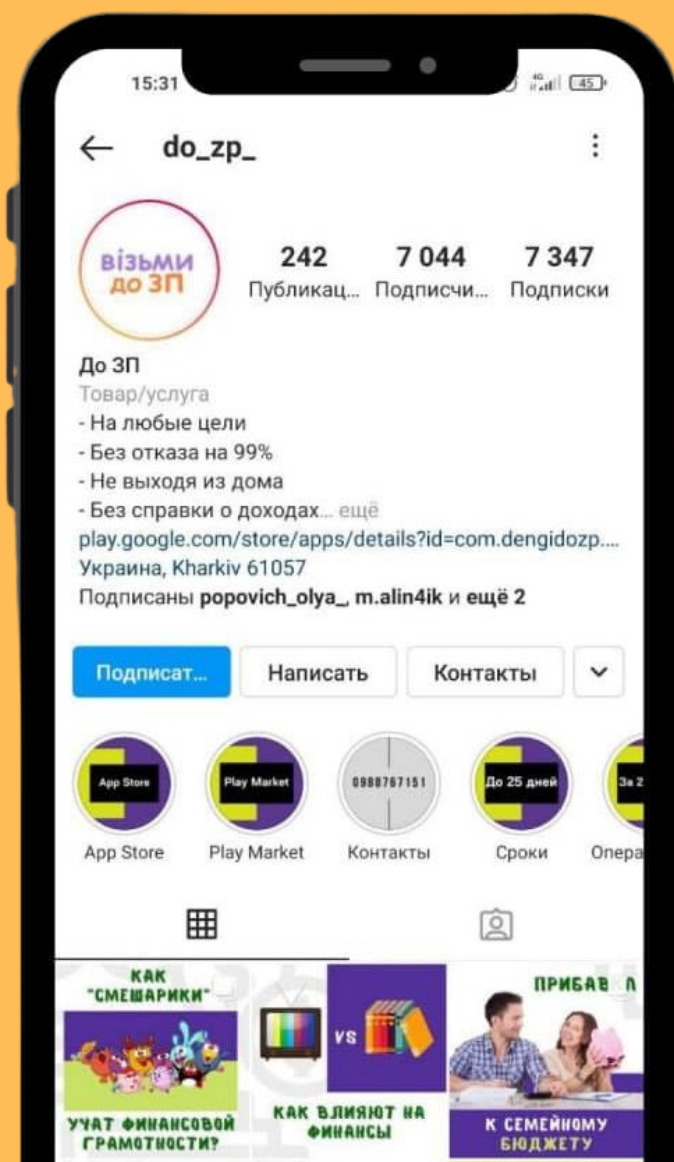 15:31
4G
45
do_zp_
візьми
до ЗП
242
7 044
7 347
Публикац...
Подписчи...
Подписки
До ЗП
Товар/услуга
- На любые цели
- Без отказа на 99%
- Не выходя из дома
- Без справки о доходах... ещё
play.google.com/store/apps/details?id=com.dengidozp....
Украина, Kharkiv 61057
Подписаны popovich_olya_, m.alin4ik и ещё 2
Подписат...
Написать
Контакты
App Store
Play Market
0988767151
До 25 дней
За 2
App Store
Play Market
Контакты
Сроки
Опера
КАК
"СМЕШАРИКИ"
УЧАТ ФИНАНСОВОЙ
ГРАМОТНОСТИ?
VS
КАК ВЛИЯЮТ НА
ФИНАНСЫ
К СЕМЕЙНОМУ
БЮДЖЕТУ